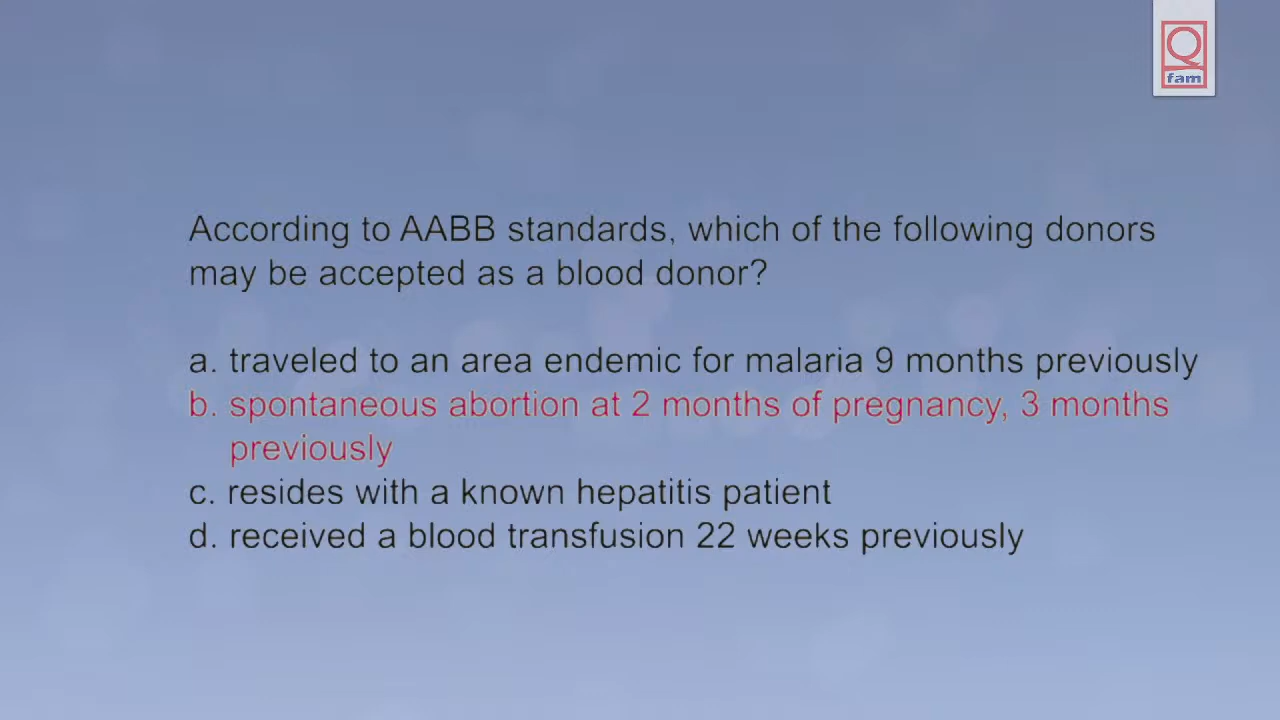 Q
fam
According to AABB standards, which of the following donors
may be accepted as a blood donor?
a. traveled to an area endemic for malaria 9 months previously
b. spontaneous abortion at 2 months of pregnancy, 3 months
previously
c. resides with a known hepatitis patient
d. received a blood transfusion 22 weeks previously